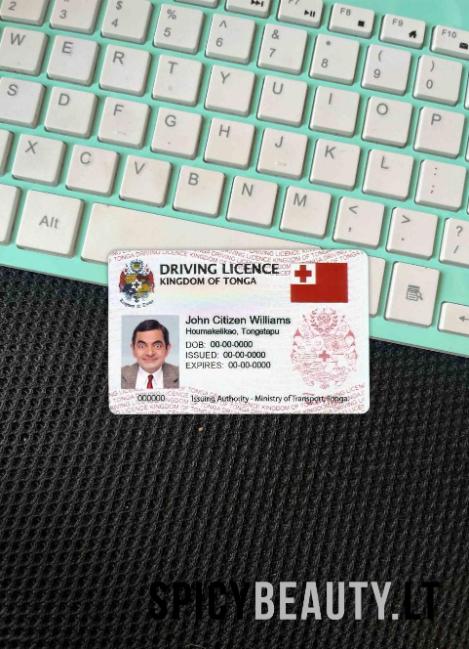 2
3
$
4
%
5
^
6
&
7
*
8
(
9
)
0
F7
F8
F9
F10
W
E
R
T
Y
U
I
O
P
S
D
F
G
H
J
K
L
:
;
X
C
V
B
N
M
<
,
>
.
?
/
Alt
DRIVING LICENCE
KINGDOM OF TONGA
John Citizen Williams
Houmakelikao, Tongatapu
DOB: 00-00-0000
ISSUED: 00-00-0000
EXPIRES: 00-00-0000
000000
Issuing Authority - Ministry of Transport, Tonga.
SPICYBEAUTY.LT